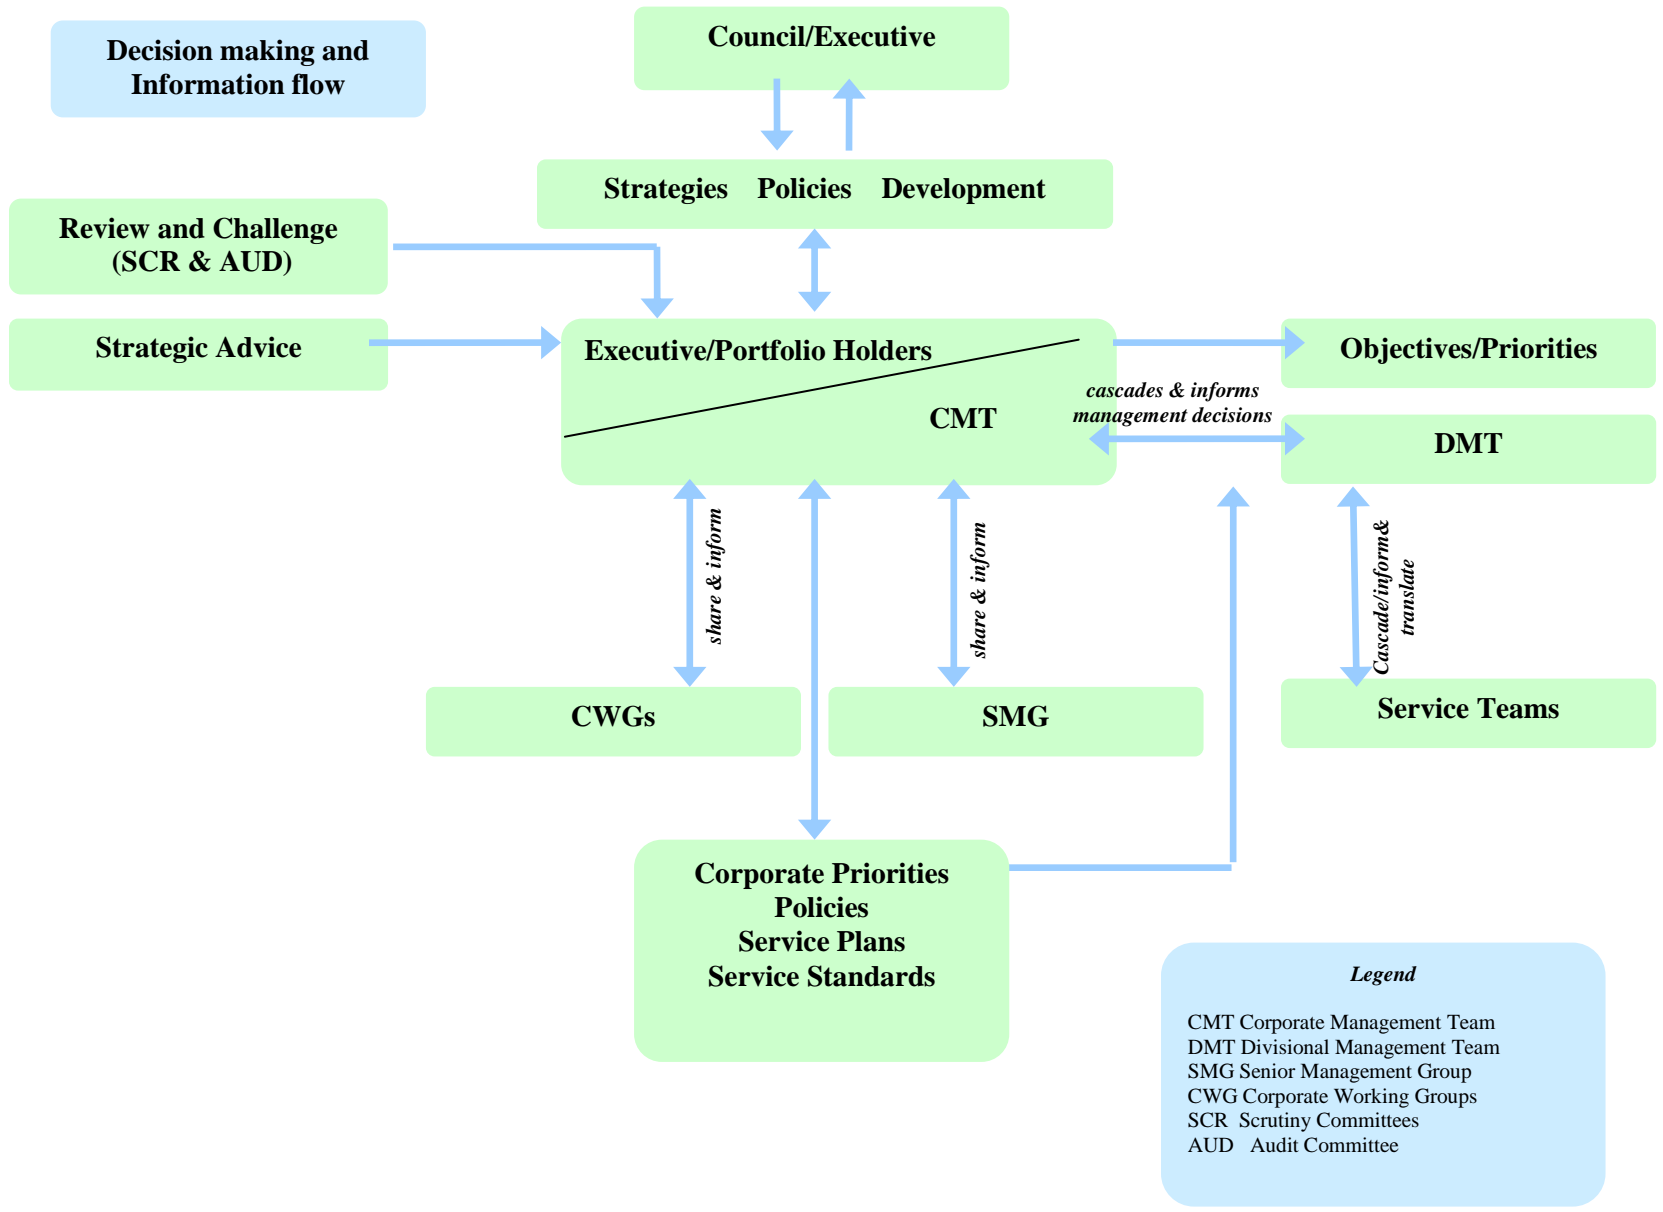 Decision making and
Information flow
Council/Executive
Strategies Policies Development
Review and Challenge
(SCR & AUD)
Strategic Advice
Executive/Portfolio Holders
CMT
Objectives/Priorities
cascades & informs
management decisions
DMT
share & inform
share & inform
Cascade/inform&
translate
CWGs
SMG
Service Teams
Corporate Priorities
Policies
Service Plans
Service Standards
Legend
CMT Corporate Management Team
DMT Divisional Management Team
SMG Senior Management Group
CWG Corporate Working Groups
SCR Scrutiny Committees
AUD Audit Committee